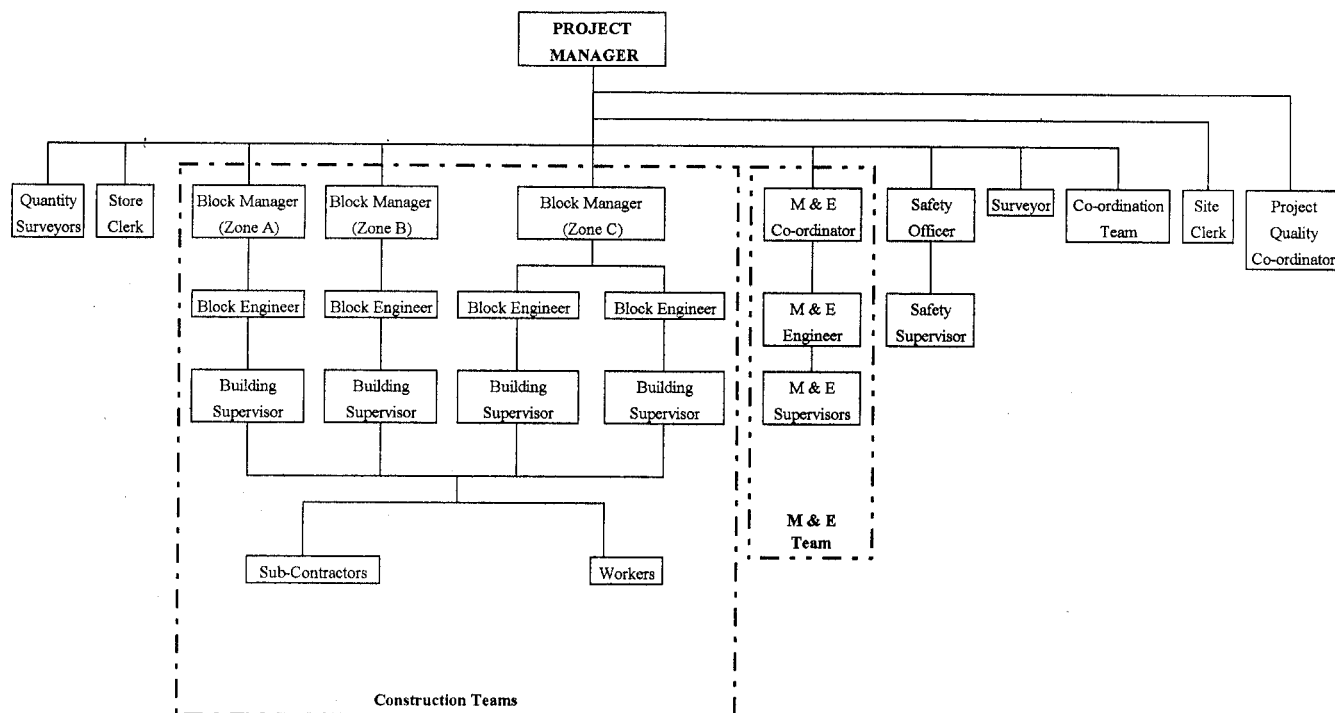 PROJECT
MANAGER
Quantity
Surveyors
Store
Clerk
Block Manager
(Zone A)
Block Manager
(Zone B)
Block Manager
(Zone C)
M & E
Co-ordinator
Safety
Officer
Surveyor
Co-ordination
Team
Site
Clerk
Project
Quality
Co-ordinator
Block Engineer
Block Engineer
Block Engineer
Block Engineer
M & E
Engineer
Safety
Supervisor
Building
Supervisor
Building
Supervisor
Building
Supervisor
Building
Supervisor
M & E
Supervisors
M & E
Team
Sub-Contractors
Workers
Construction Teams